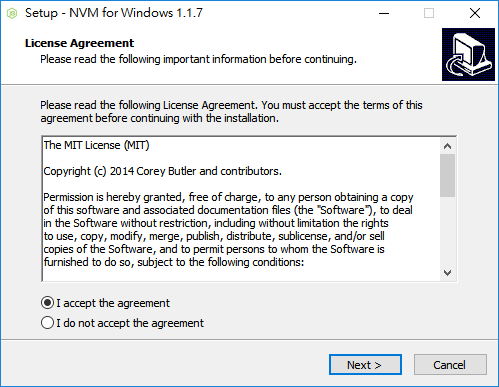 Setup - NVM for Windows 1.1.7
License Agreement
Please read the following important information before continuing.
Please read the following License Agreement. You must accept the terms of this
agreement before continuing with the installation.
The MIT License (MIT)
Copyright (c) 2014 Corey Butler and contributors.
Permission is hereby granted, free of charge, to any person obtaining a copy
of this software and associated documentation files (the "Software"), to deal
in the Software without restriction, including without limitation the rights
to use, copy, modify, merge, publish, distribute, sublicense, and/or sell
copies of the Software, and to permit persons to whom the Software is
furnished to do so, subject to the following conditions:
I accept the agreement
I do not accept the agreement
Next >
Cancel